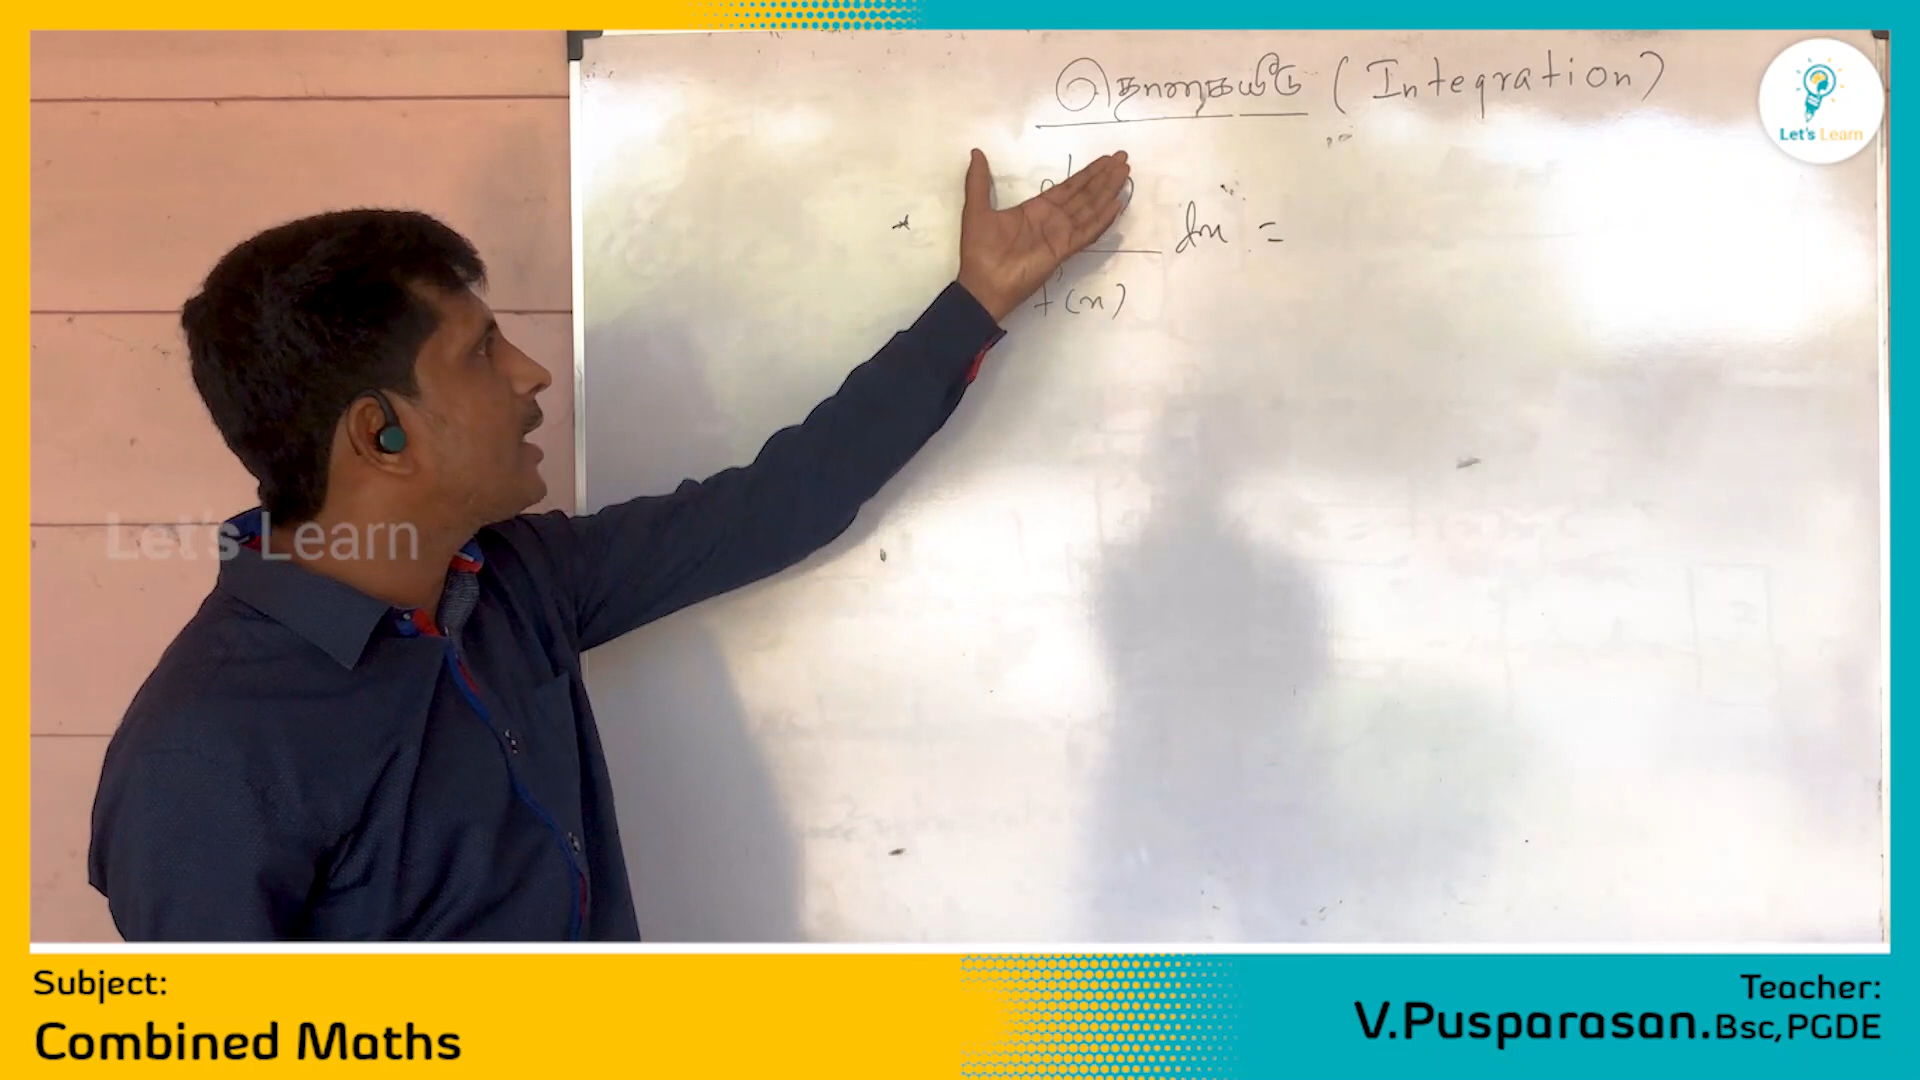 தொகையீடு (Integration)
Let's Learn
dx =
f(x)
Let's Learn
Subject:
Combined Maths
Teacher:
V.Pusparasan.Bsc,PGDE